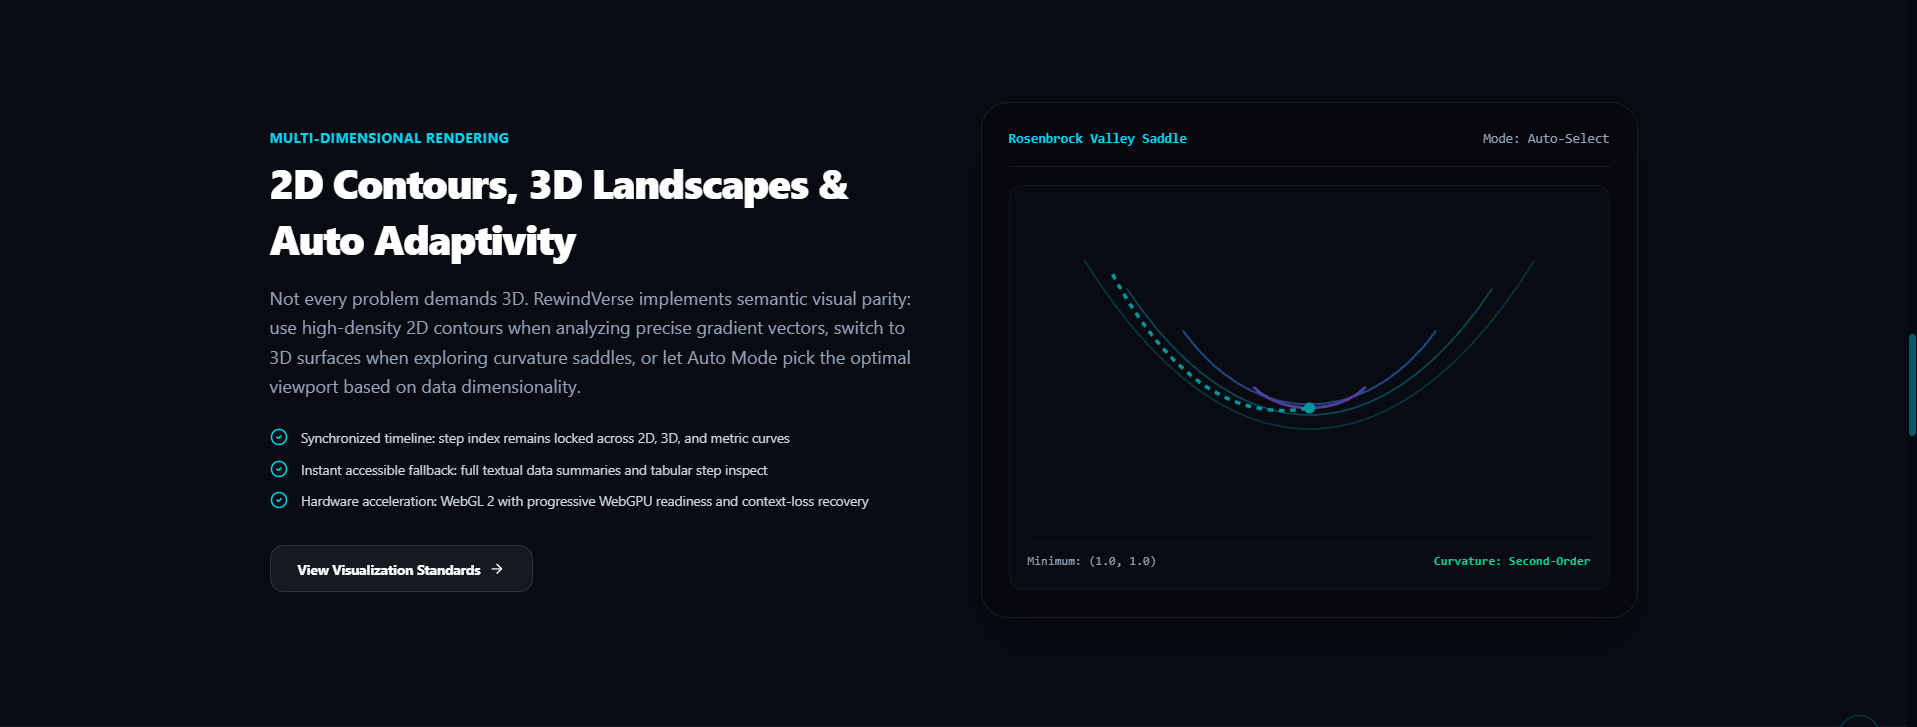 MULTI-DIMENSIONAL RENDERING
2D Contours, 3D Landscapes &
Auto Adaptivity
Not every problem demands 3D. RewindVerse implements semantic visual parity:
use high-density 2D contours when analyzing precise gradient vectors, switch to
3D surfaces when exploring curvature saddles, or let Auto Mode pick the optimal
viewport based on data dimensionality.
Synchronized timeline: step index remains locked across 2D, 3D, and metric curves
Instant accessible fallback: full textual data summaries and tabular step inspect
Hardware acceleration: WebGL 2 with progressive WebGPU readiness and context-loss recovery
View Visualization Standards →
Rosenbrock Valley Saddle
Mode: Auto-Select
Minimum: (1.0, 1.0)
Curvature: Second-Order